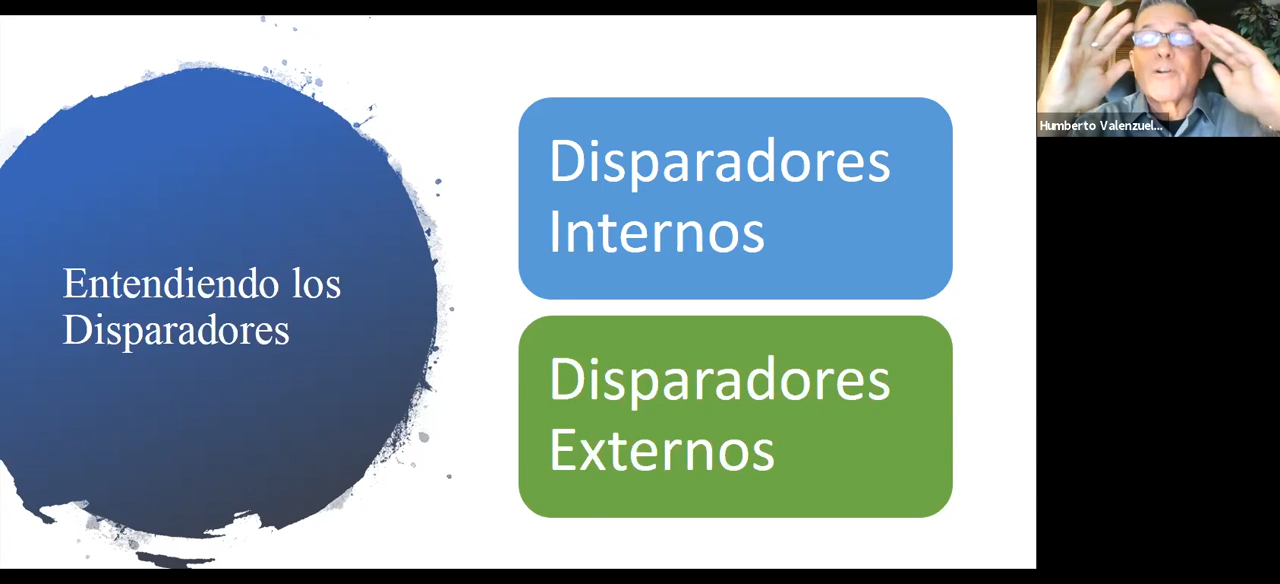 Entendiendo los
Disparadores
Disparadores
Internos
Disparadores
Externos
Humberto Valenzuel...